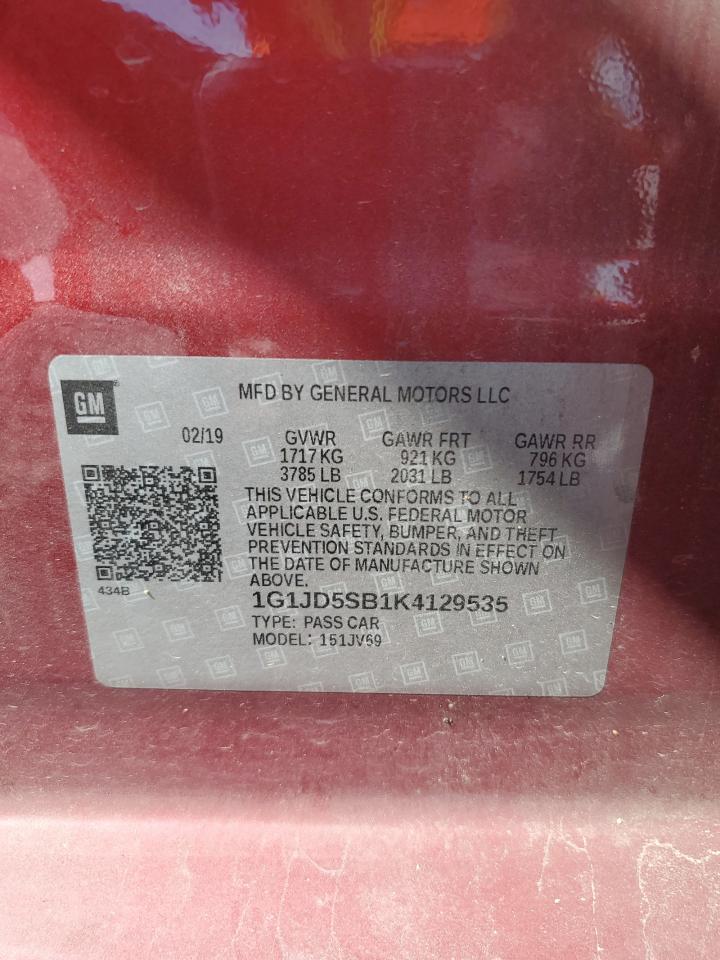 GM
MFD BY GENERAL MOTORS LLC
02/19 GVWR GAWR FRT GAWR RR
1717 KG 921 KG 796 KG
3785 LB 2031 LB 1754 LB
THIS VEHICLE CONFORMS TO ALL
APPLICABLE U.S. FEDERAL MOTOR
VEHICLE SAFETY, BUMPER, AND THEFT
PREVENTION STANDARDS IN EFFECT ON
THE DATE OF MANUFACTURE SHOWN
ABOVE.
434B
1G1JD5SB1K4129535
TYPE: PASS CAR
MODEL: 151JV69